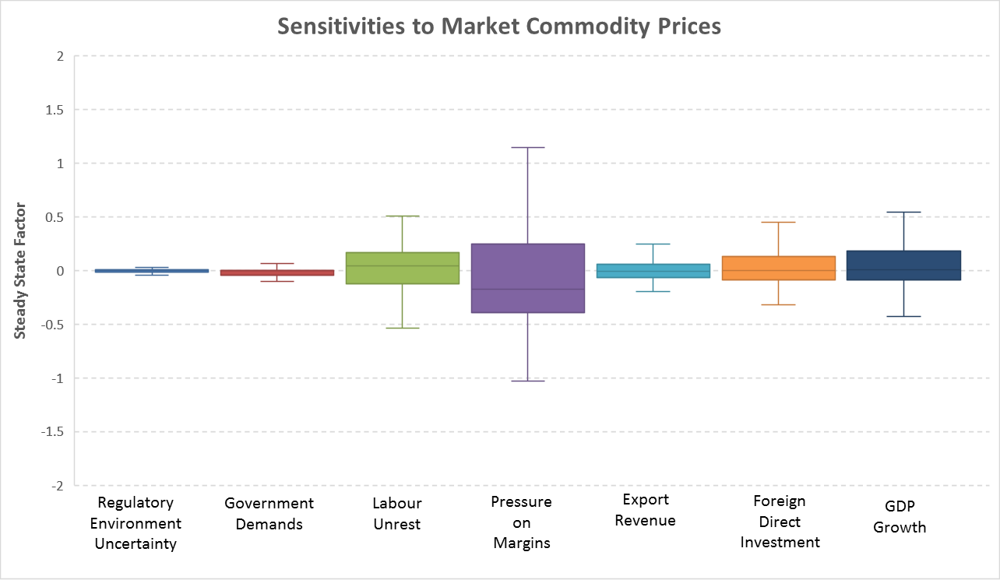 Sensitivities to Market Commodity Prices
Steady State Factor
2
1.5
1
0.5
0
-0.5
-1
-1.5
-2
Regulatory
Environment
Uncertainty
Government
Demands
Labour
Unrest
Pressure
on
Margins
Export
Revenue
Foreign
Direct
Investment
GDP
Growth